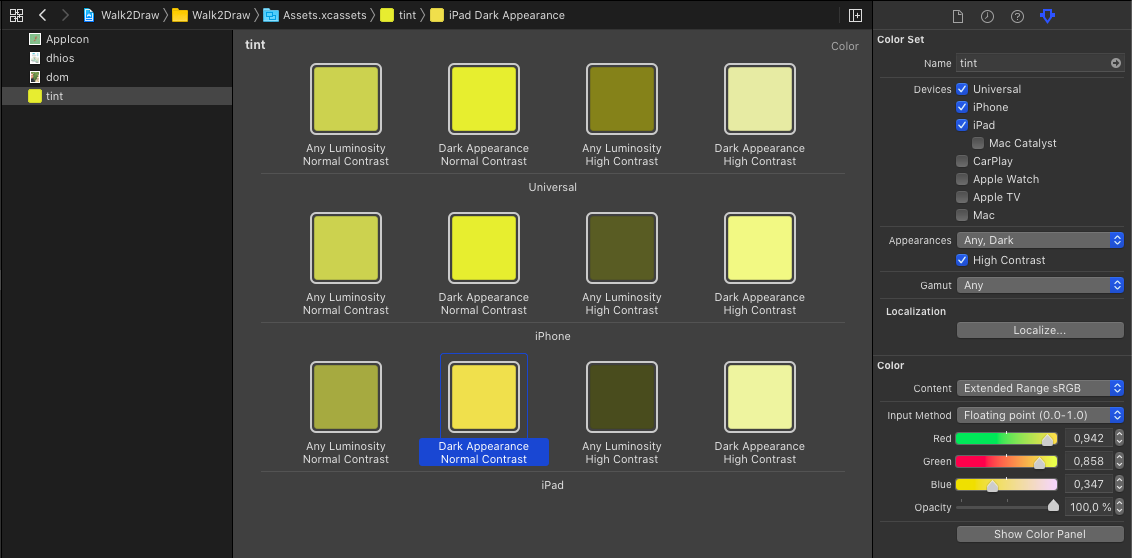 Walk2Draw Walk2Draw Assets.xcassets tint iPad Dark Appearance
AppIcon
dhios
dom
tint
tint
Color
Any Luminosity
Normal Contrast
Dark Appearance
Normal Contrast
Any Luminosity
High Contrast
Dark Appearance
High Contrast
Universal
Any Luminosity
Normal Contrast
Dark Appearance
Normal Contrast
Any Luminosity
High Contrast
Dark Appearance
High Contrast
iPhone
Any Luminosity
Normal Contrast
Dark Appearance
Normal Contrast
Any Luminosity
High Contrast
Dark Appearance
High Contrast
iPad
Color Set
Name tint
Devices Universal
iPhone
iPad
Mac Catalyst
CarPlay
Apple Watch
Apple TV
Mac
Appearances Any, Dark
High Contrast
Gamut Any
Localization
Localize...
Color
Content Extended Range sRGB
Input Method Floating point (0.0-1.0)
Red 0,942
Green 0,858
Blue 0,347
Opacity 100,0 %
Show Color Panel